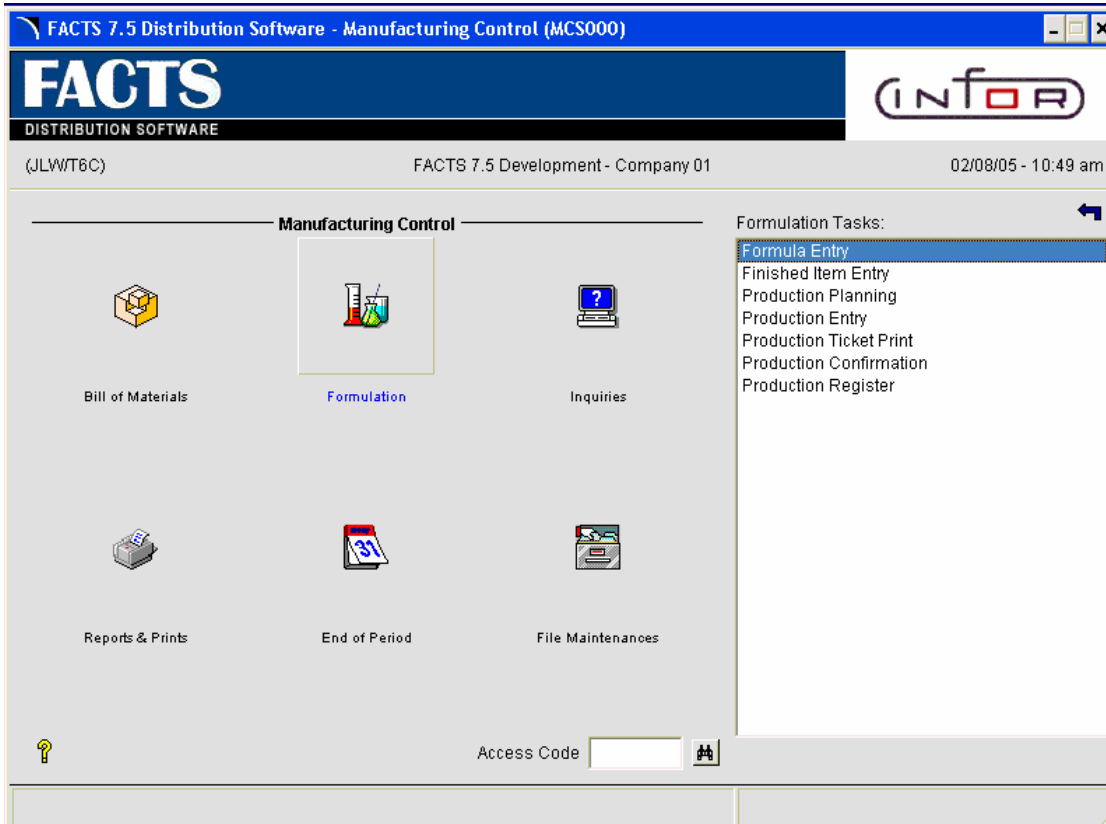 FACTS 7.5 Distribution Software - Manufacturing Control (MCS000)
FACTS
DISTRIBUTION SOFTWARE
INFOR
(JLW/T6C)
FACTS 7.5 Development - Company 01
02/08/05 - 10:49 am
Manufacturing Control
Bill of Materials
Formulation
?
Inquiries
Reports & Prints
31
End of Period
File Maintenances
Formulation Tasks:
Formula Entry
Finished Item Entry
Production Planning
Production Entry
Production Ticket Print
Production Confirmation
Production Register
?
Access Code